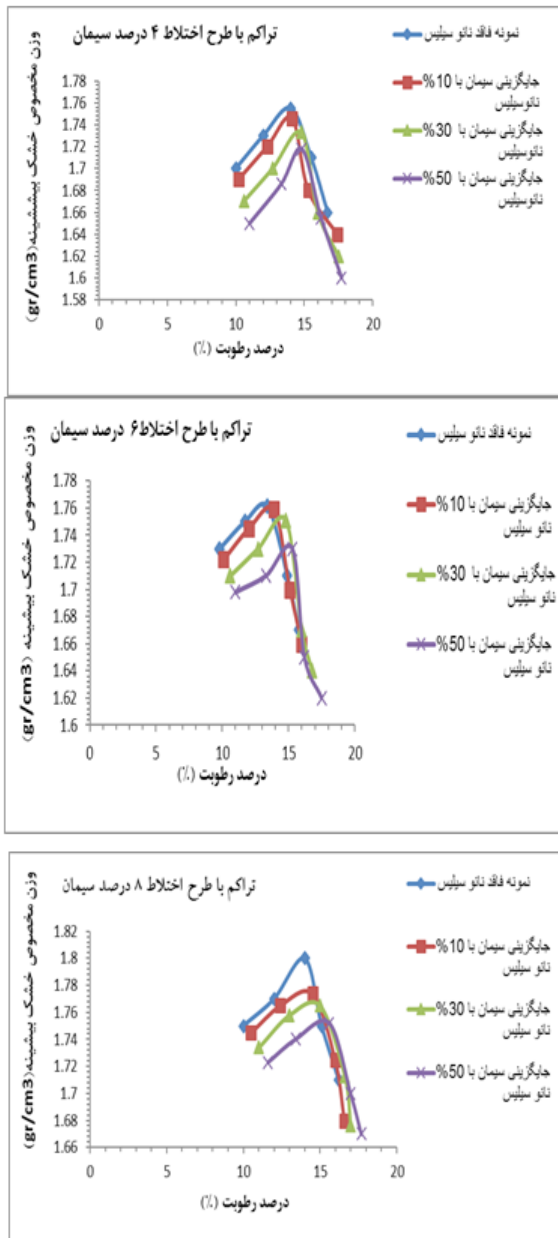 تراکم با طرح اختلاط ۴ درصد سیمان
وزن مخصوص خشک بیششینه(gr/cm3)
1.78
1.76
1.74
1.72
1.7
1.68
1.66
1.64
1.62
1.6
1.58
0 5 10 15 20
درصد رطوبت (٪)
نمونه فاقد نانو سیلیس
جایگزینی سیمان با 10%
نانوسیلیس
جایگزینی سیمان با 30%
نانوسیلیس
جایگزینی سیمان با 50%
نانوسیلیس
تراکم با طرح اختلاط۶ درصد سیمان
وزن مخصوص خشک بیشینه (gr/cm3)
1.78
1.76
1.74
1.72
1.7
1.68
1.66
1.64
1.62
1.6
0 5 10 15 20
درصد رطوبت (٪)
نمونه فاقد نانو سیلیس
جایگزینی سیمان با 10%
نانو سیلیس
جایگزینی سیمان با 30%
نانو سیلیس
جایگزینی سیمان با 50%
نانو سیلیس
تراکم با طرح اختلاط ۸ درصد سیمان
وزن مخصوص خشک بیشینه(gr/cm3)
1.82
1.8
1.78
1.76
1.74
1.72
1.7
1.68
1.66
0 5 10 15 20
درصد رطوبت (٪)
نمونه فاقد نانو سیلیس
جایگزینی سیمان با 10%
نانو سیلیس
جایگزینی سیمان با 30%
نانو سیلیس
جایگزینی سیمان با 50%
نانو سیلیس